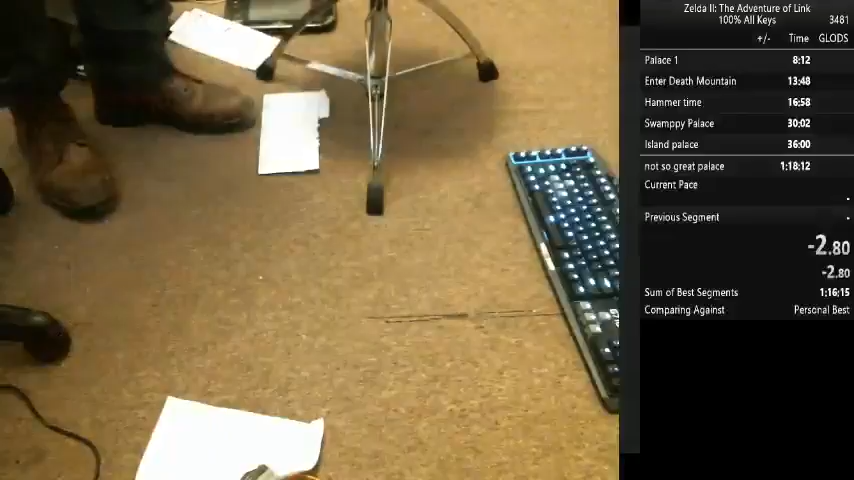 Zelda II: The Adventure of Link
100% All Keys 3481
+/- Time GLODS
Palace 1 8:12
Enter Death Mountain 13:48
Hammer time 16:58
Swamppy Palace 30:02
Island palace 36:00
not so great palace 1:18:12
Current Pace -
Previous Segment -
-2.80
-2.80
Sum of Best Segments 1:16:15
Comparing Against Personal Best